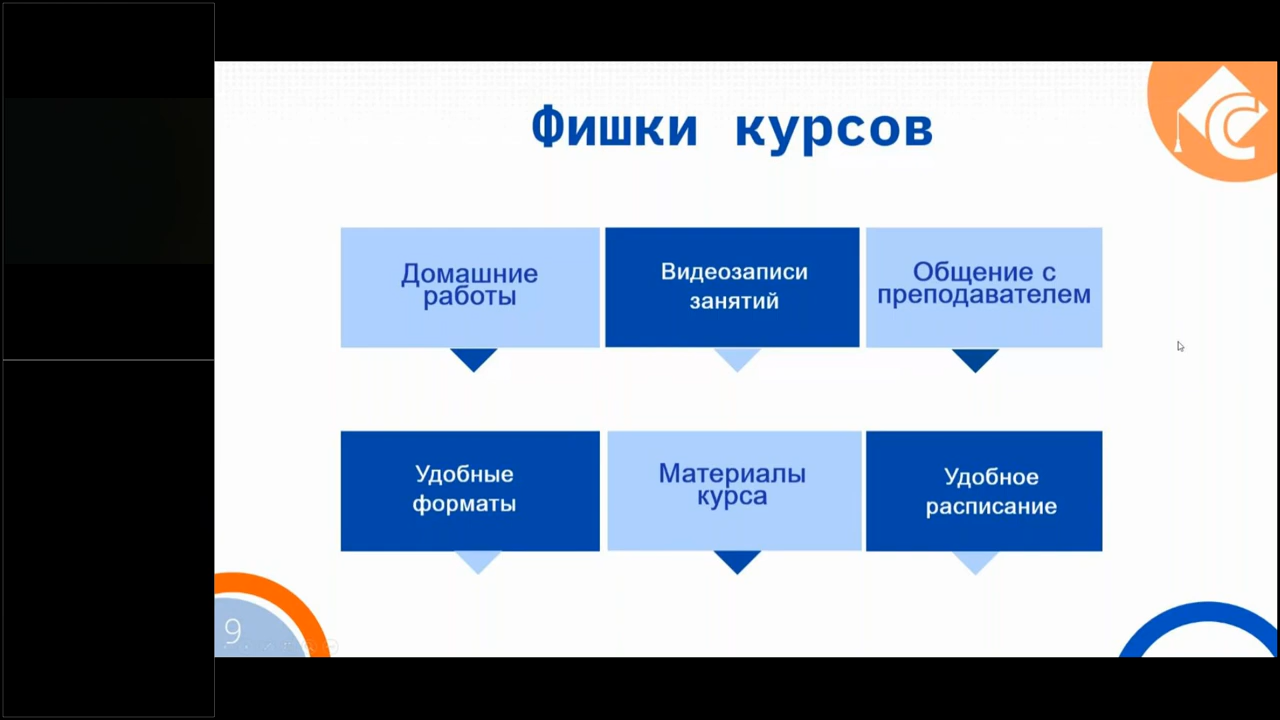 Фишки курсов
Домашние
работы
Видеозаписи
занятий
Общение с
преподавателем
Удобные
форматы
Материалы
курса
Удобное
расписание
9